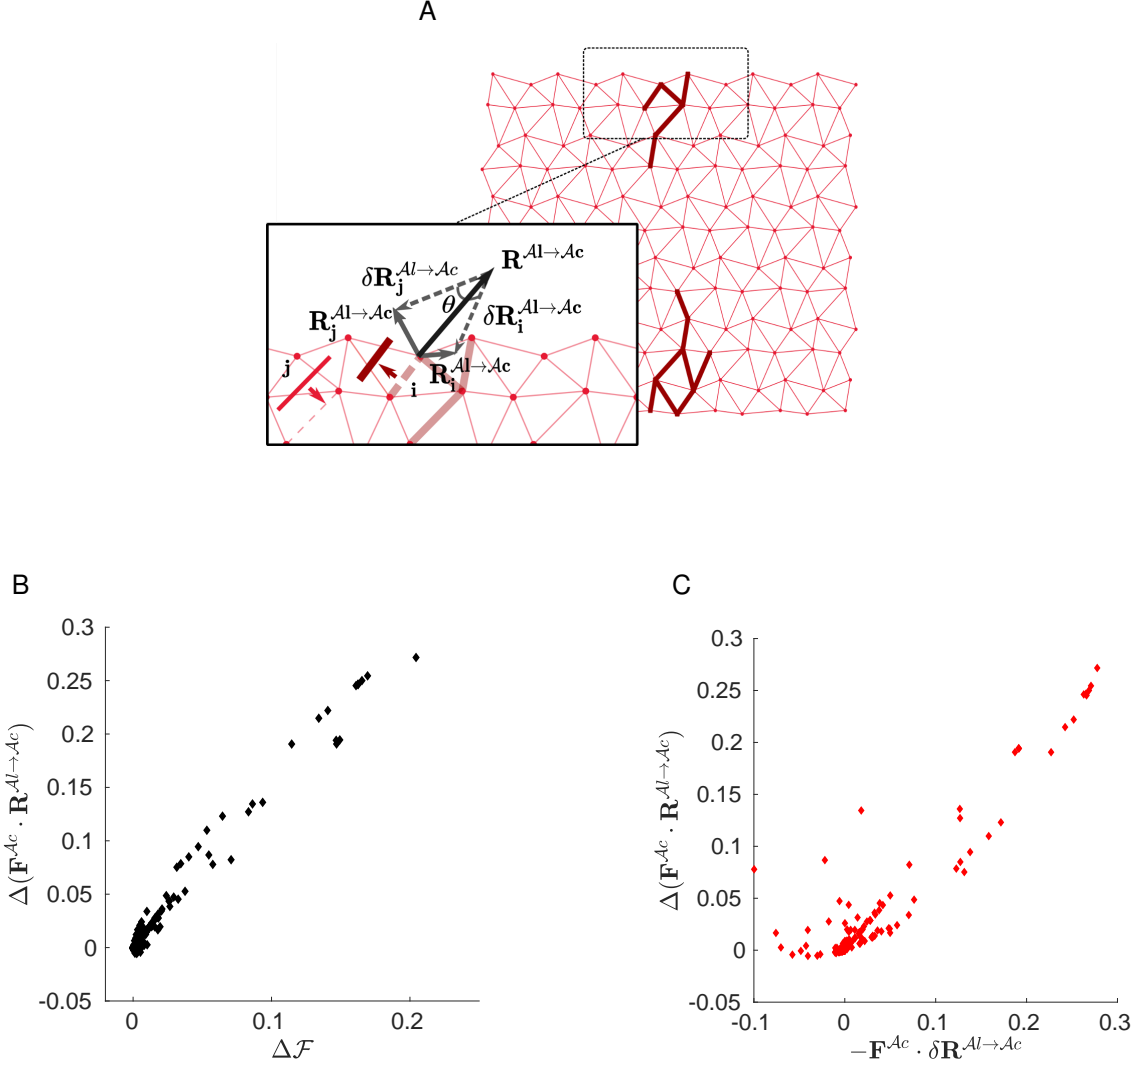 A
R^{Al→Ac}
δR_j^{Al→Ac}
θ
δR_i^{Al→Ac}
R_j^{Al→Ac}
R_i^{Al→Ac}
j
i
B
0.3
0.25
0.2
0.15
0.1
0.05
0
-0.05
0
0.1
0.2
Δ(F^{Ac} · R^{Al→Ac})
Δℱ
C
0.3
0.25
0.2
0.15
0.1
0.05
0
-0.05
-0.1
0
0.1
0.2
0.3
Δ(F^{Ac} · R^{Al→Ac})
−F^{Ac} · δR^{Al→Ac}